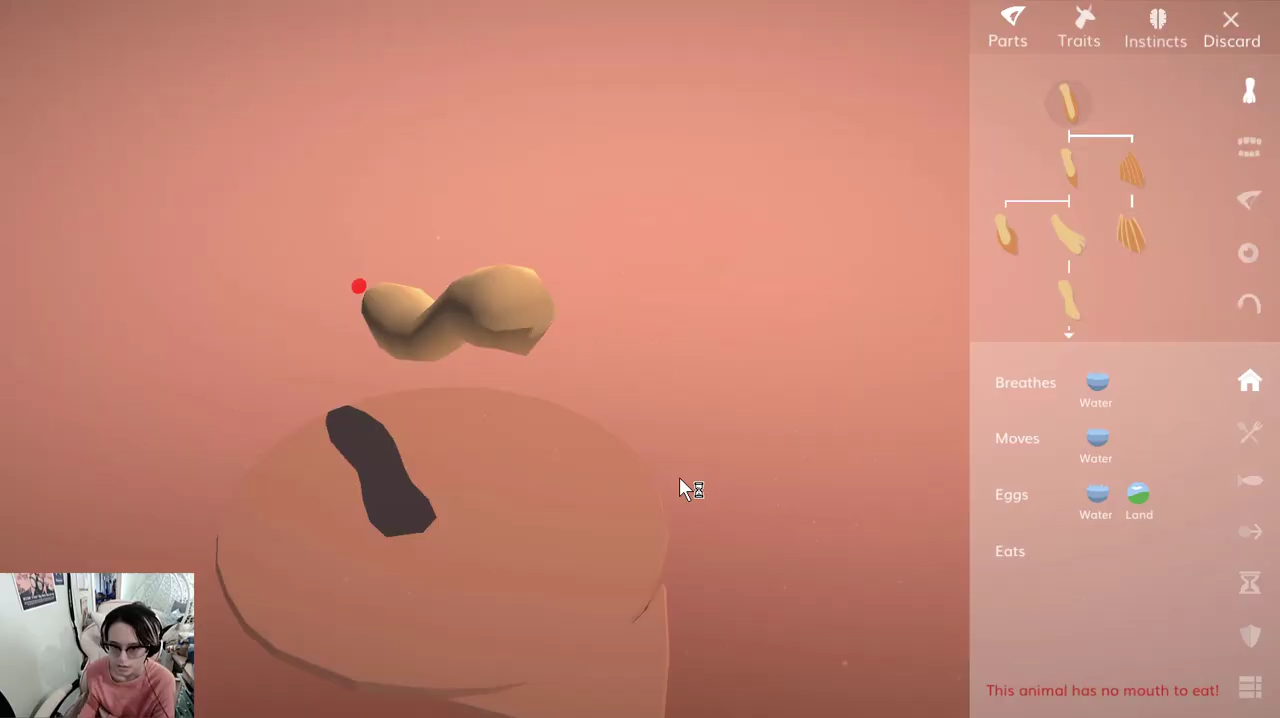 Parts Traits Instincts Discard
Breathes
Water
Moves
Water
Eggs
Water Land
Eats
This animal has no mouth to eat!